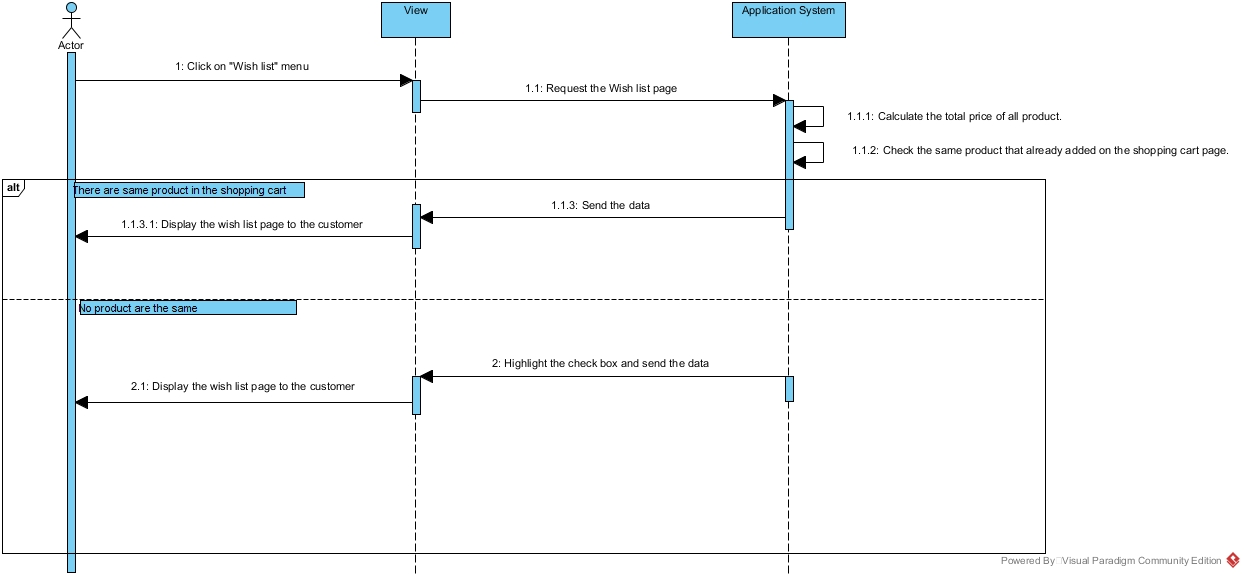 View
Application System
Actor
1: Click on "Wish list" menu
1.1: Request the Wish list page
1.1.1: Calculate the total price of all product.
1.1.2: Check the same product that already added on the shopping cart page.
alt
There are same product in the shopping cart
1.1.3: Send the data
1.1.3.1: Display the wish list page to the customer
No product are the same
2: Highlight the check box and send the data
2.1: Display the wish list page to the customer
Powered By Visual Paradigm Community Edition